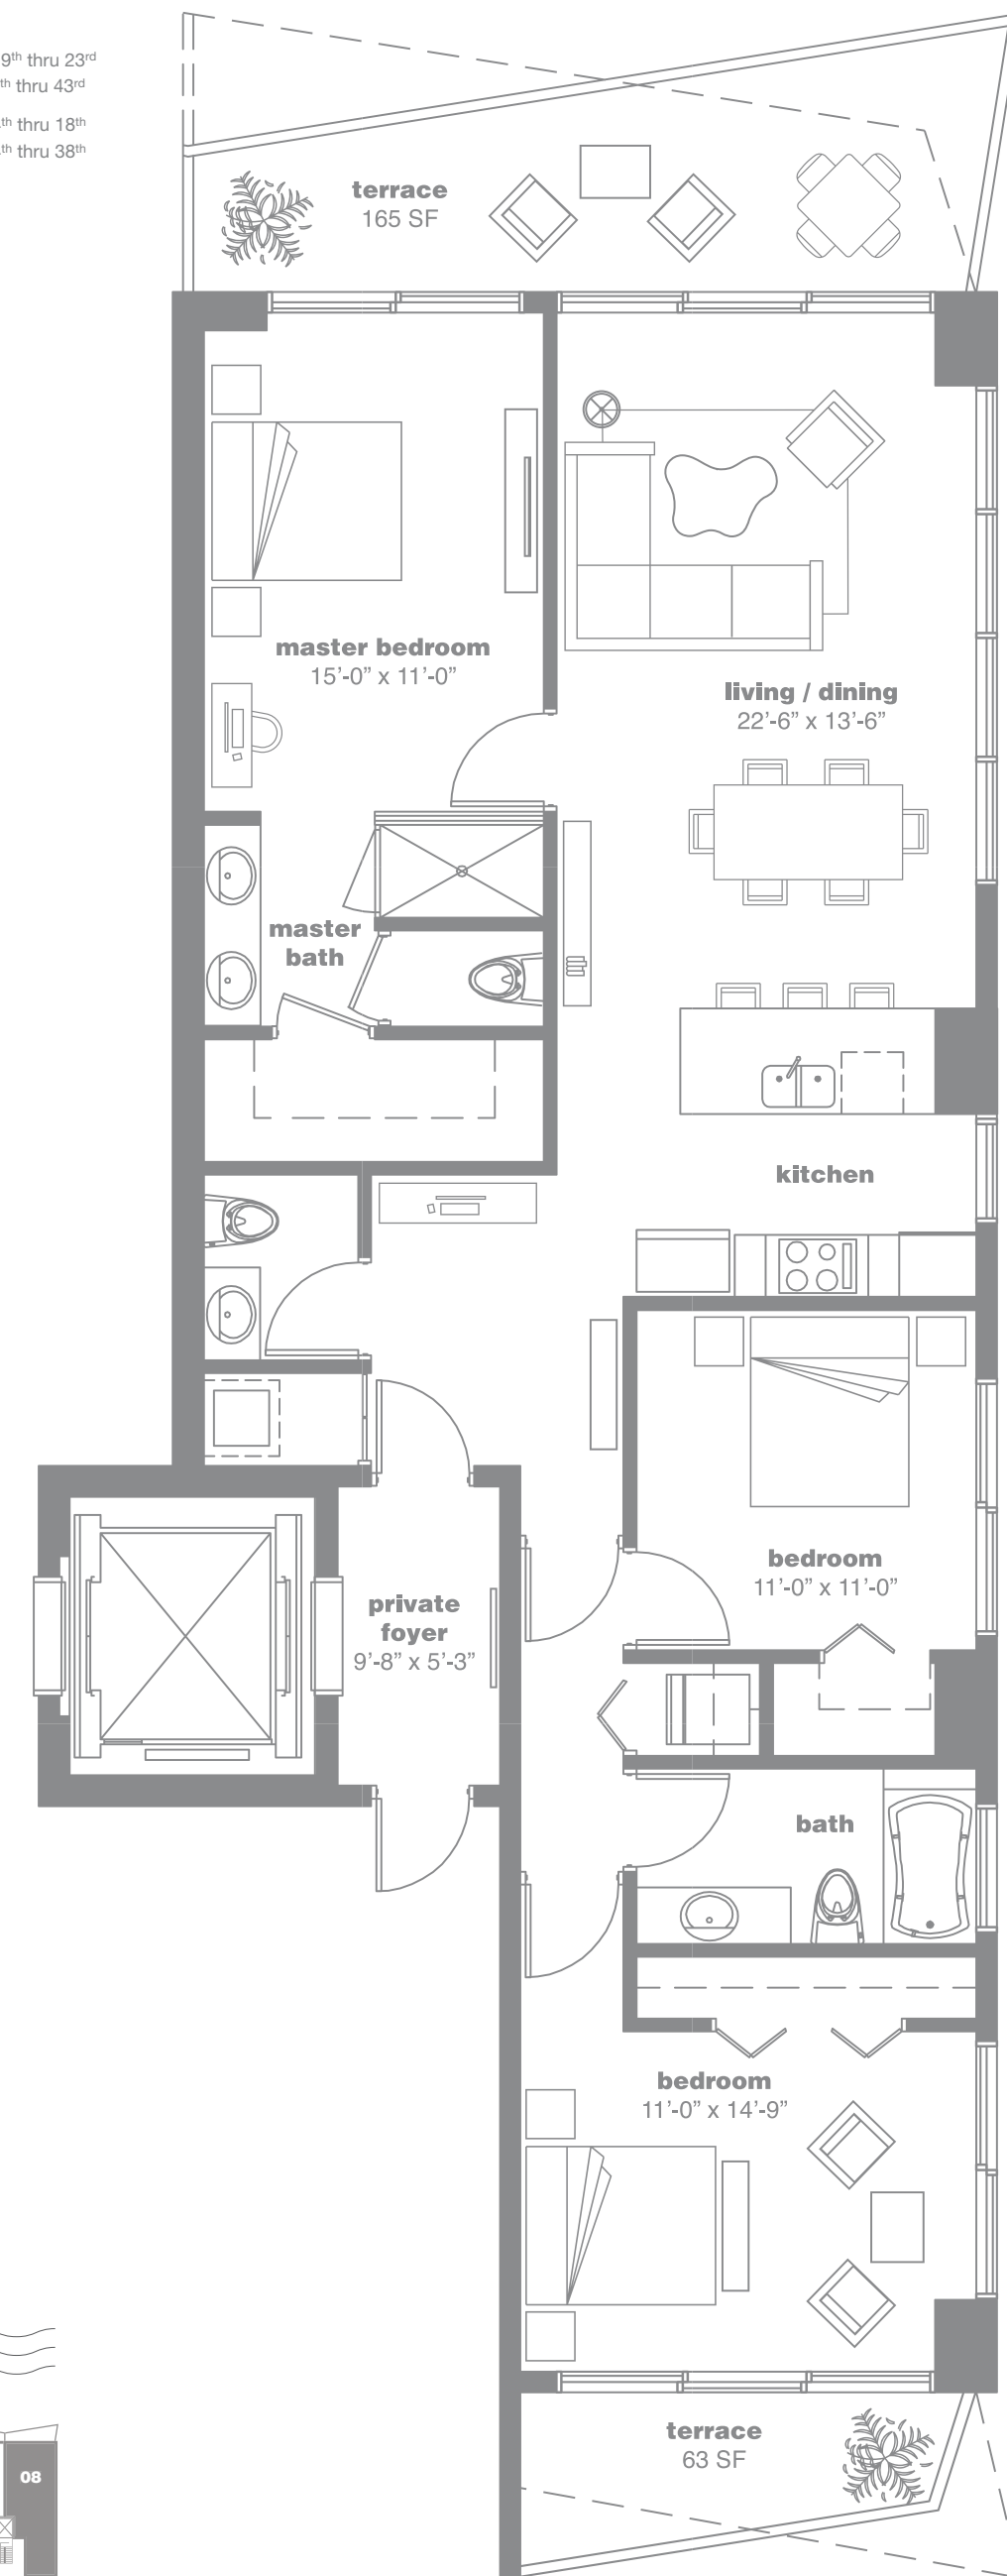 9th thru 23rd
th thru 43rd
th thru 18th
th thru 38th
terrace
165 SF
master bedroom
15’-0” x 11’-0”
living / dining
22’-6” x 13’-6”
master
bath
kitchen
bedroom
11’-0” x 11’-0”
private
foyer
9’-8” x 5’-3”
bath
bedroom
11’-0” x 14’-9”
terrace
63 SF
08